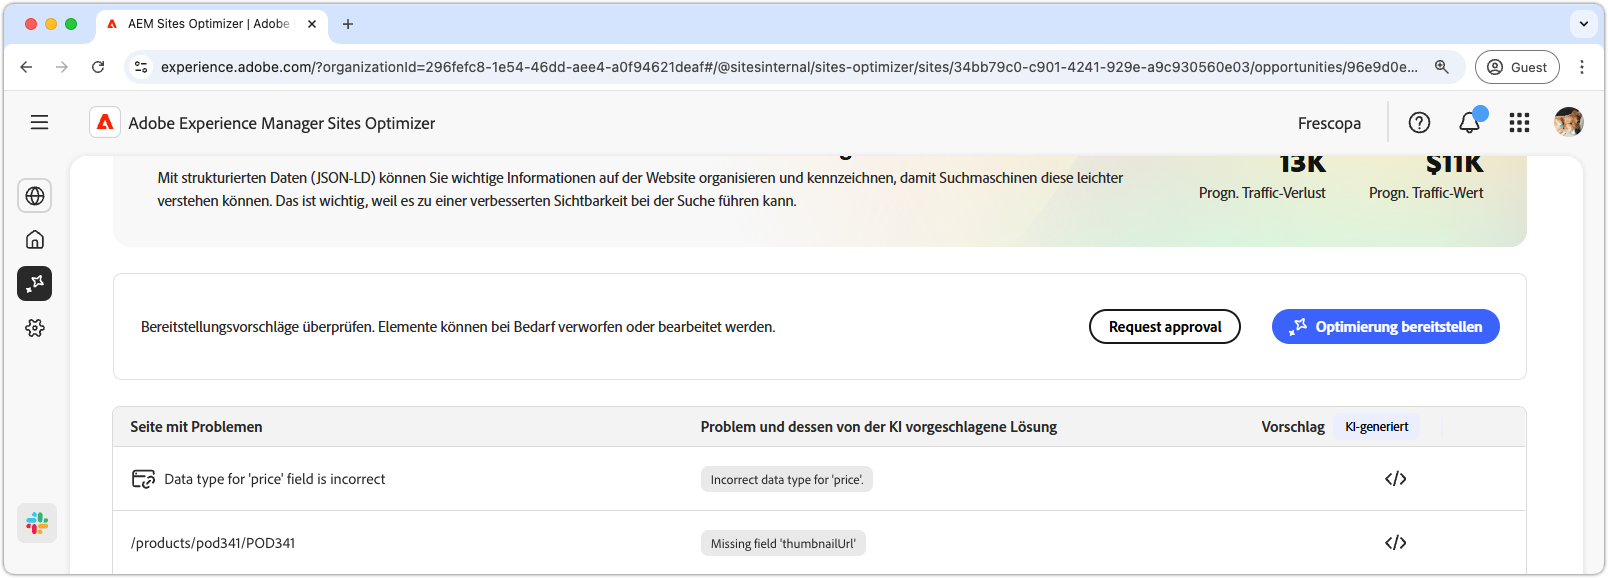 AEM Sites Optimizer | Adobe
experience.adobe.com/?organizationId=296fefc8-1e54-46dd-aee4-a0f94621deaf#/@sitesinternal/sites-optimizer/sites/34bb79c0-c901-4241-929e-a9c930560e03/opportunities/96e9d0e...
Guest
Adobe Experience Manager Sites Optimizer
Frescopa
Mit strukturierten Daten (JSON-LD) können Sie wichtige Informationen auf der Website organisieren und kennzeichnen, damit Suchmaschinen diese leichter
verstehen können. Das ist wichtig, weil es zu einer verbesserten Sichtbarkeit bei der Suche führen kann.
13K
Progn. Traffic-Verlust
$11K
Progn. Traffic-Wert
Bereitstellungsvorschläge überprüfen. Elemente können bei Bedarf verworfen oder bearbeitet werden.
Request approval
Optimierung bereitstellen
Seite mit Problemen
Problem und dessen von der KI vorgeschlagene Lösung
Vorschlag
KI-generiert
Data type for 'price' field is incorrect
Incorrect data type for 'price'.
</>
/products/pod341/POD341
Missing field 'thumbnailUrl'
</>